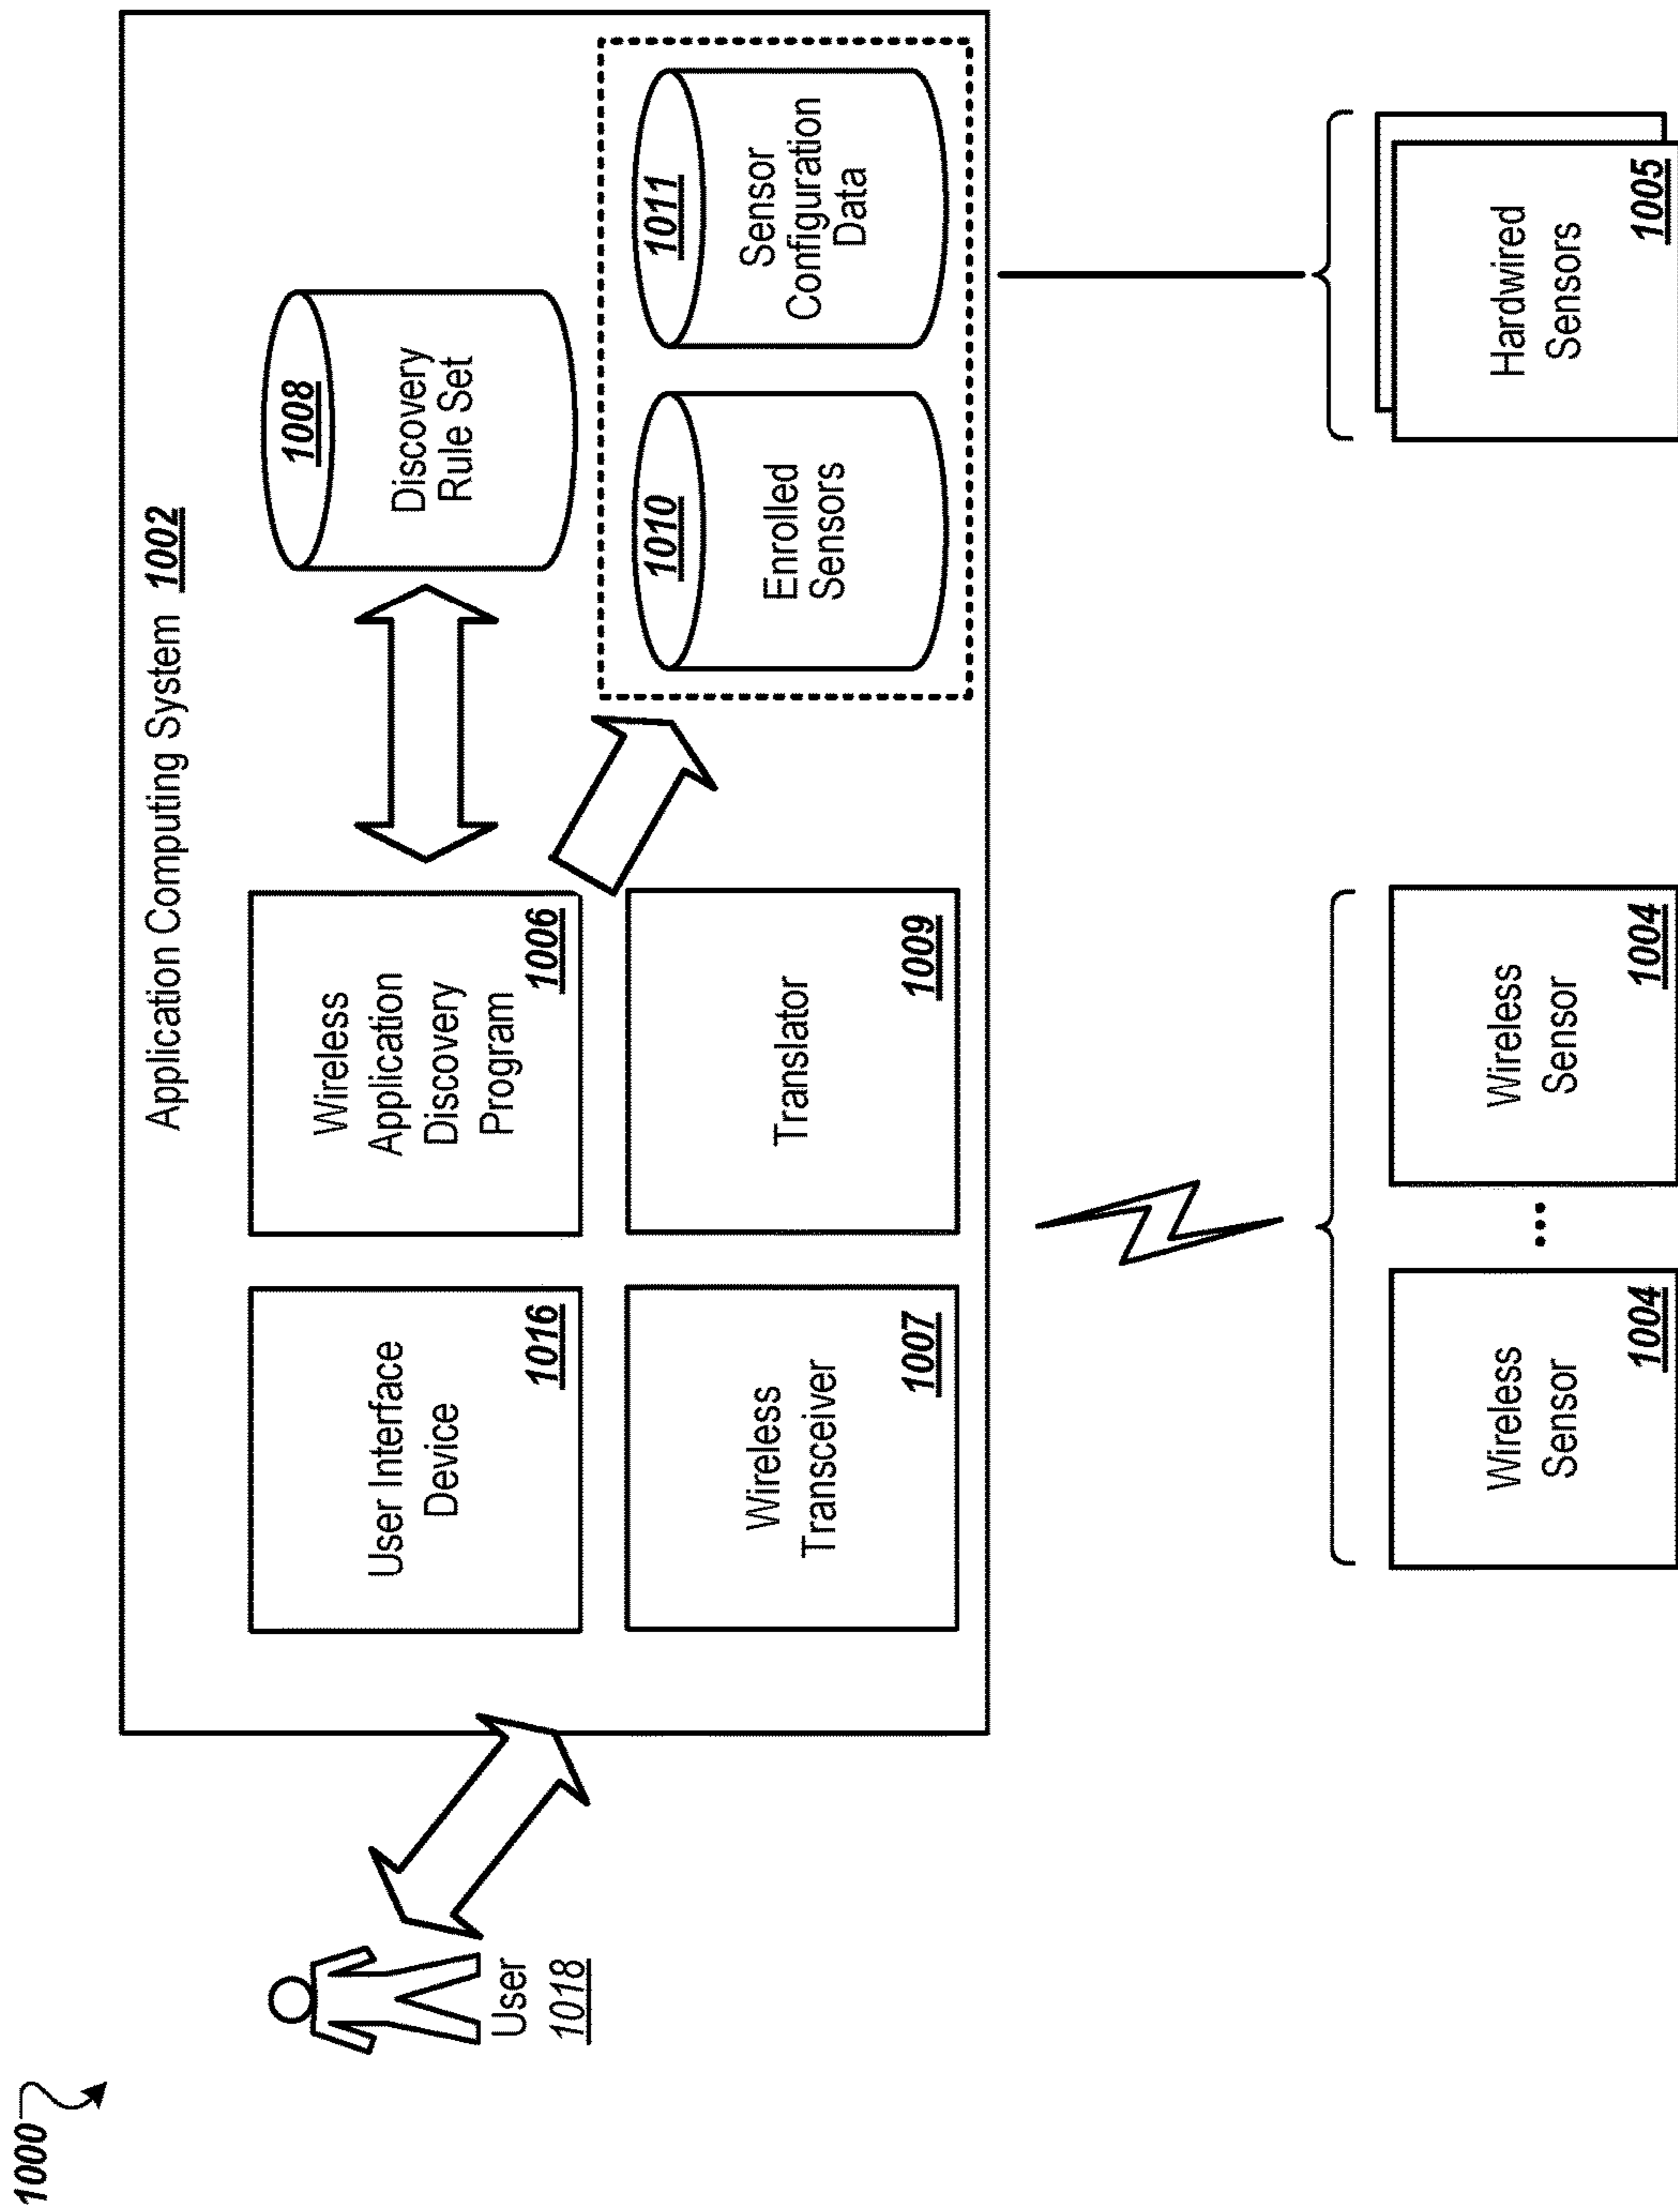 1000
Application Computing System 1002
User
1018
User Interface
Device
1016
Wireless
Application
Discovery
Program
1006
1008
Discovery
Rule Set
Wireless
Transceiver
1007
Translator
1009
1010
Enrolled
Sensors
1011
Sensor
Configuration
Data
Wireless
Sensor
1004
...
Wireless
Sensor
1004
Hardwired
Sensors
1005